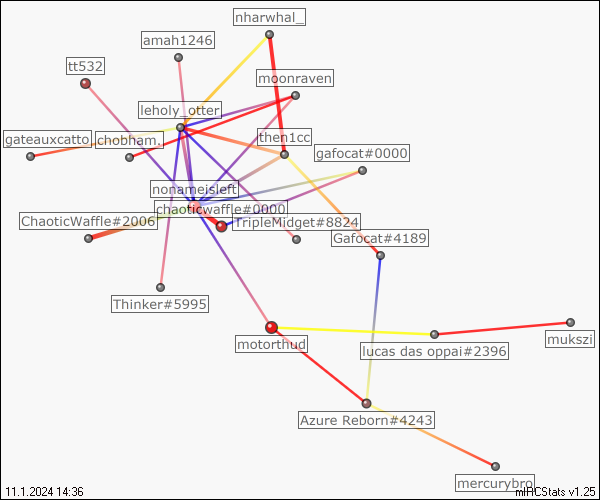 nharwhal_
amah1246
tt532
moonraven
leholy_otter
gateauxcatto
chobham.
then1cc
gafocat#0000
nonameisleft
chaoticwaffle#0000
ChaoticWaffle#2006
TripleMidget#8824
Gafocat#4189
Thinker#5995
motorthud
lucas das oppai#2396
mukszi
Azure Reborn#4243
mercurybro
11.1.2024 14:36
mIRCStats v1.25